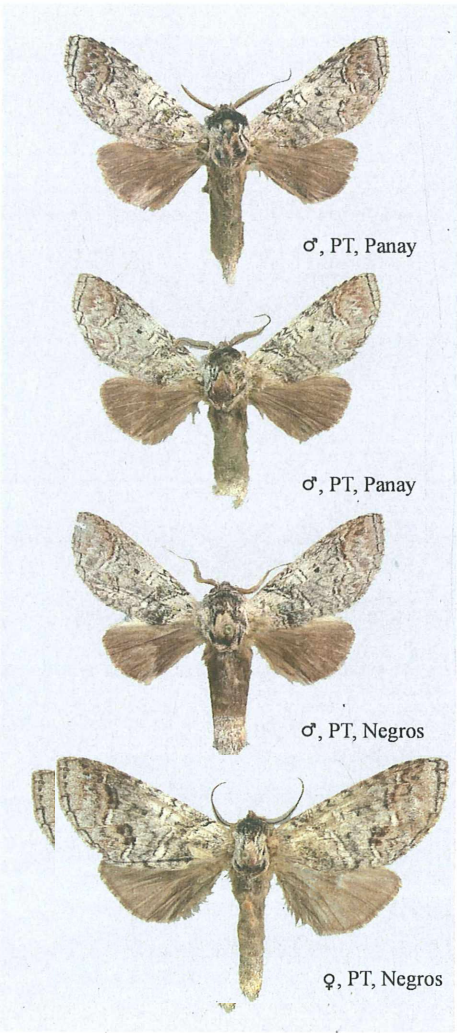 ♂, PT, Panay
♂, PT, Panay
♂, PT, Negros
♀, PT, Negros